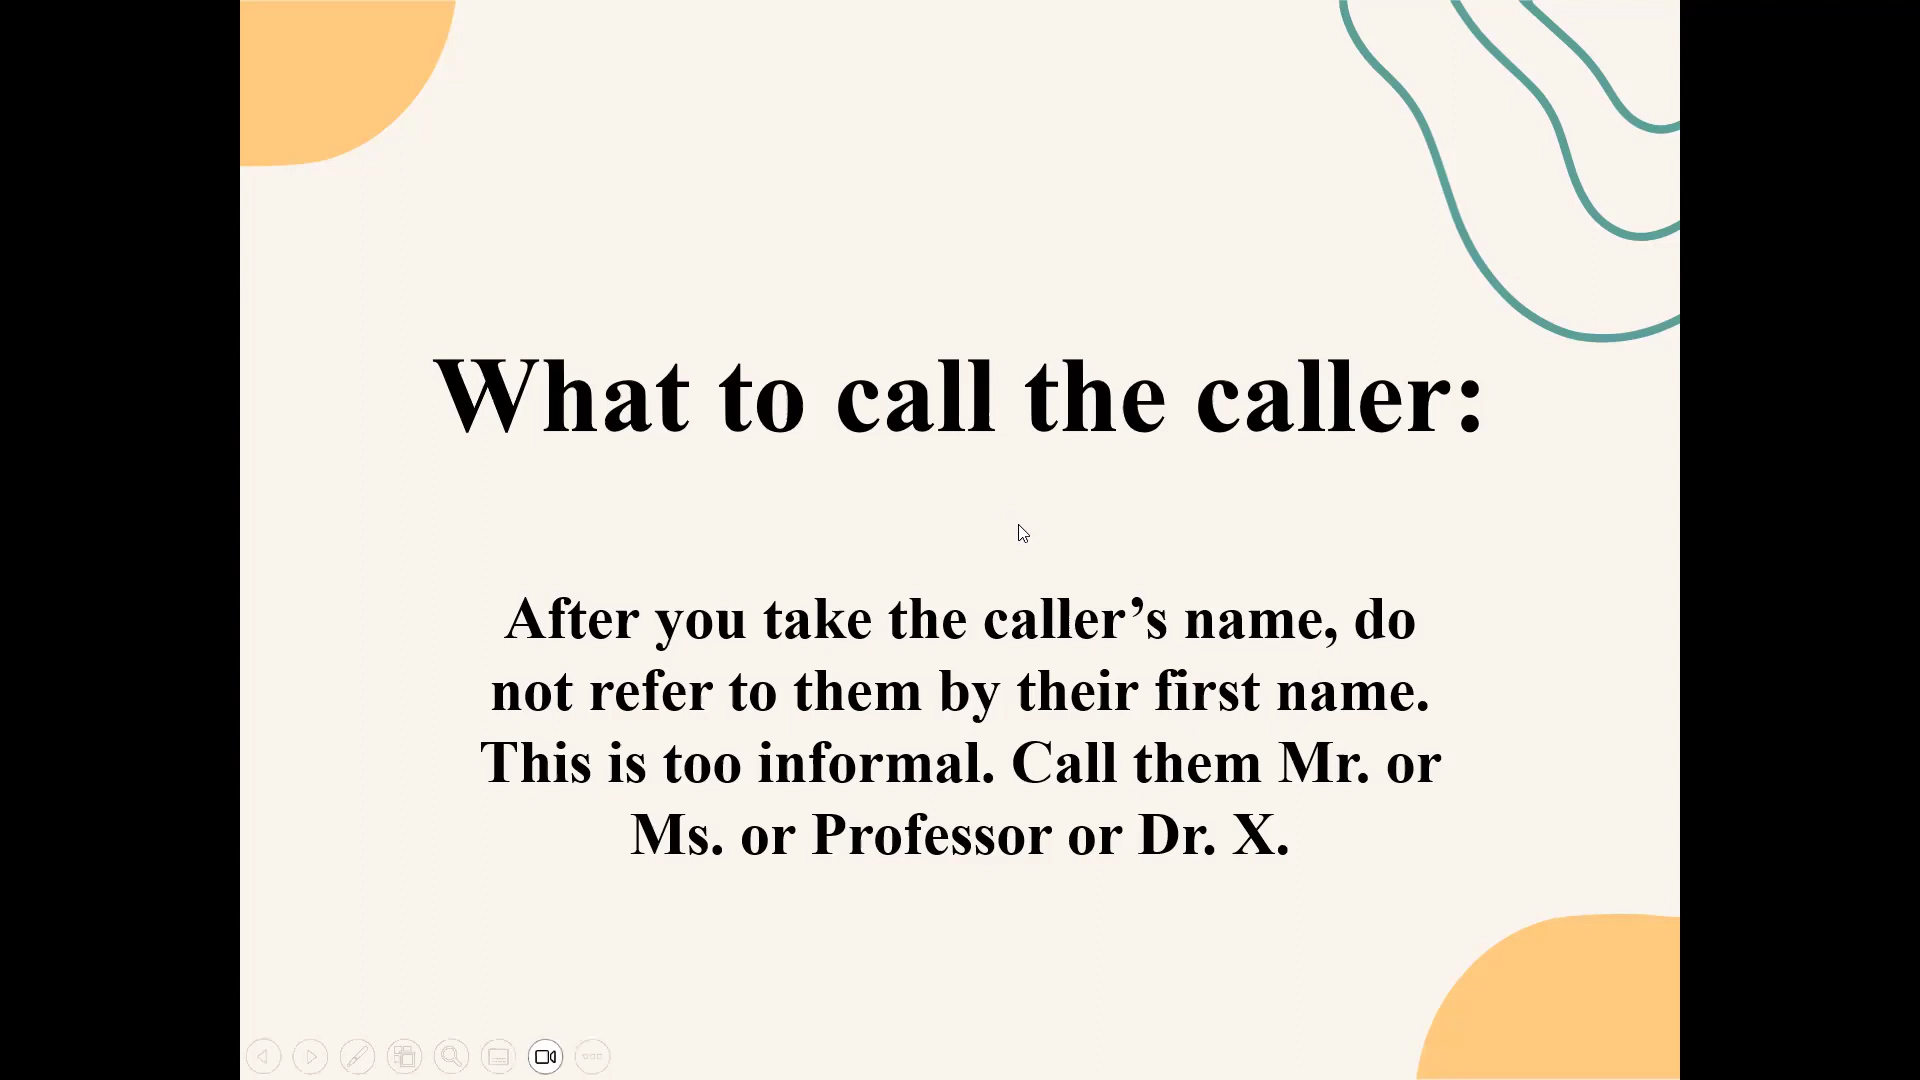 What to call the caller:
After you take the caller’s name, do
not refer to them by their first name.
This is too informal. Call them Mr. or
Ms. or Professor or Dr. X.